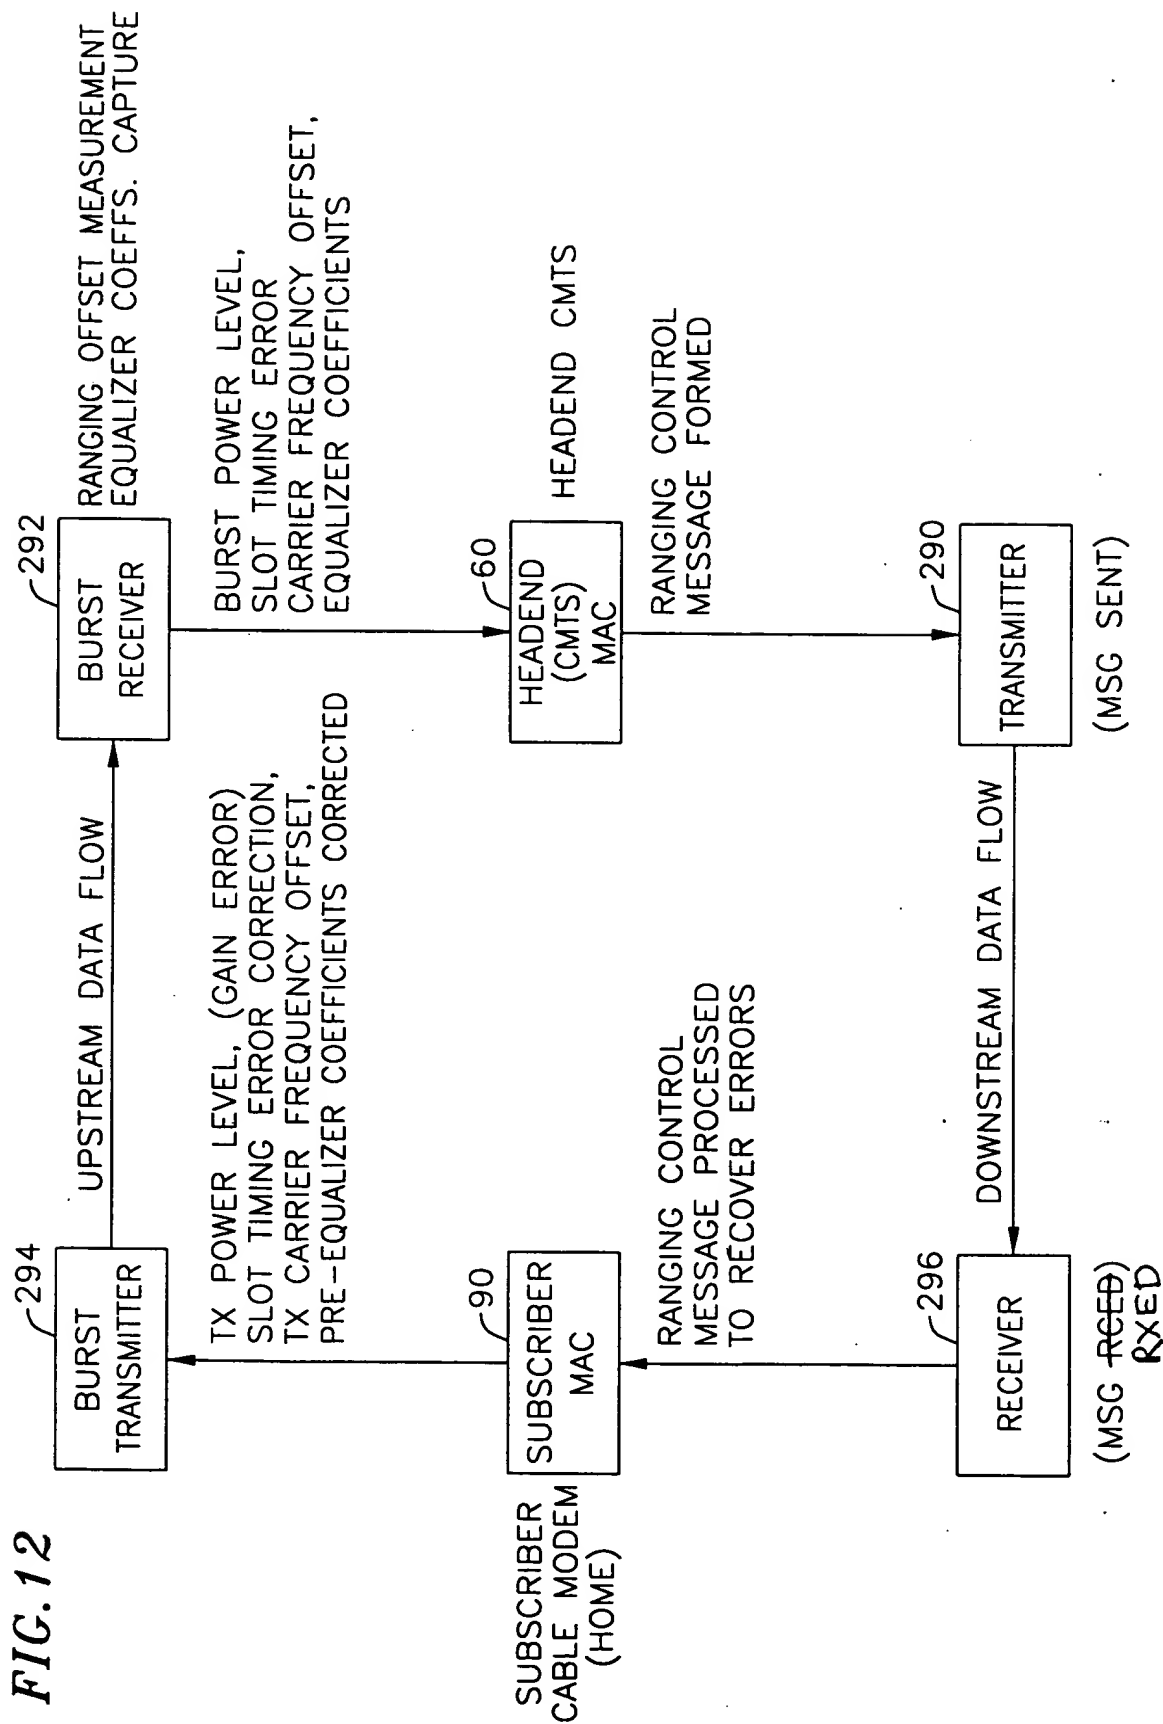 FIG.12
294
BURST
TRANSMITTER
UPSTREAM DATA FLOW
292
BURST
RECEIVER
RANGING OFFSET MEASUREMENT
EQUALIZER COEFFS. CAPTURE
TX POWER LEVEL, (GAIN ERROR)
SLOT TIMING ERROR CORRECTION,
TX CARRIER FREQUENCY OFFSET,
PRE-EQUALIZER COEFFICIENTS CORRECTED
BURST POWER LEVEL,
SLOT TIMING ERROR
CARRIER FREQUENCY OFFSET,
EQUALIZER COEFFICIENTS
SUBSCRIBER
CABLE MODEM
(HOME)
90
SUBSCRIBER
MAC
60
HEADEND
(CMTS)
MAC
HEADEND CMTS
RANGING CONTROL
MESSAGE PROCESSED
TO RECOVER ERRORS
RANGING CONTROL
MESSAGE FORMED
296
RECEIVER
(MSG RCED)
RXED
DOWNSTREAM DATA FLOW
290
TRANSMITTER
(MSG SENT)